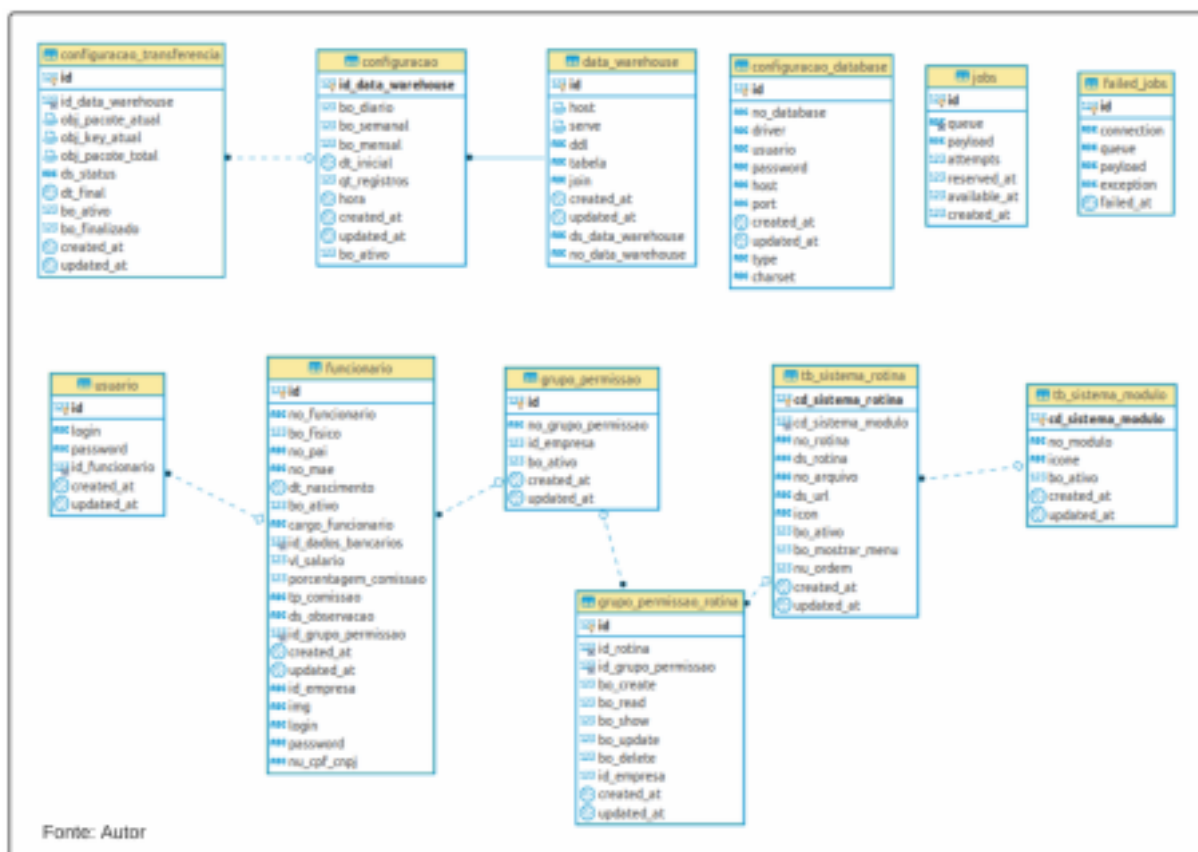 configuracao_transferencia
id
id_data_warehouse
obj_pacote_atual
obj_key_atual
obj_pacote_total
ds_status
dt_final
bo_ativo
bo_finalizado
created_at
updated_at
configuracao
id_data_warehouse
bo_diario
bo_semanal
bo_mensal
dt_inicial
qt_registros
hora
created_at
updated_at
bo_ativo
data_warehouse
id
host
serve
ddl
tabela
join
created_at
updated_at
ds_data_warehouse
no_data_warehouse
configuracao_database
id
no_database
driver
usuario
password
host
port
created_at
updated_at
type
charset
jobs
id
queue
payload
attempts
reserved_at
available_at
created_at
failed_jobs
id
connection
queue
payload
exception
failed_at
usuario
id
login
password
id_funcionario
created_at
updated_at
funcionario
id
no_funcionario
bo_fisico
no_pai
no_mae
dt_nascimento
bo_ativo
cargo_funcionario
id_dados_bancarios
vl_salario
porcentagem_comissao
tp_comissao
ds_observacao
id_grupo_permissao
created_at
updated_at
id_empresa
img
login
password
nu_cpf_cnpj
grupo_permissao
id
no_grupo_permissao
id_empresa
bo_ativo
created_at
updated_at
grupo_permissao_rotina
id
id_rotina
id_grupo_permissao
bo_create
bo_read
bo_show
bo_update
bo_delete
id_empresa
created_at
updated_at
tb_sistema_rotina
cd_sistema_rotina
cd_sistema_modulo
no_rotina
ds_rotina
no_arquivo
ds_url
icon
bo_ativo
bo_mostrar_menu
nu_ordem
created_at
updated_at
tb_sistema_modulo
cd_sistema_modulo
no_modulo
icone
bo_ativo
created_at
updated_at
Fonte: Autor